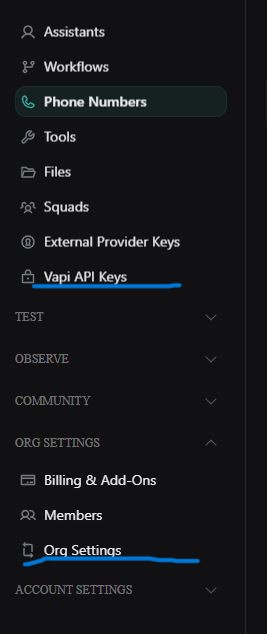 Assistants
Workflows
Phone Numbers
Tools
Files
Squads
External Provider Keys
Vapi API Keys
TEST
OBSERVE
COMMUNITY
ORG SETTINGS
Billing & Add-Ons
Members
Org Settings
ACCOUNT SETTINGS